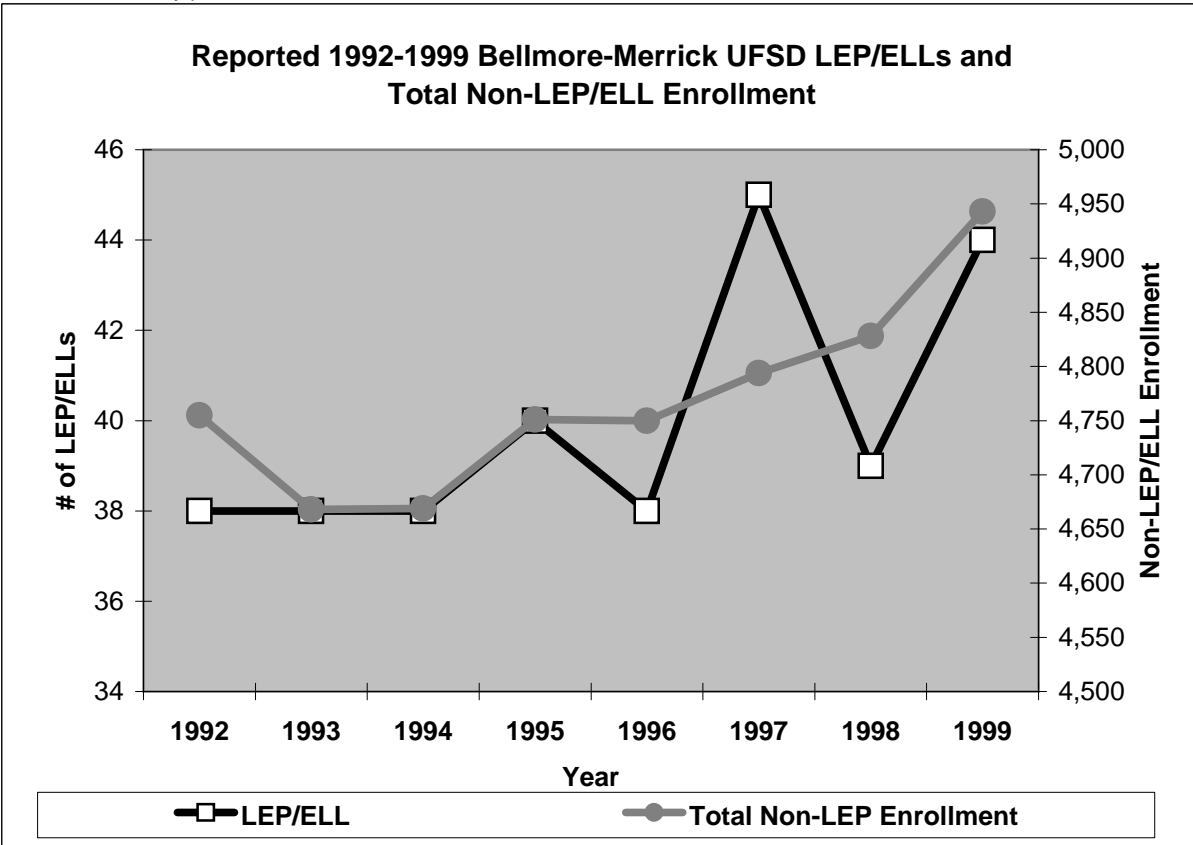 Reported 1992-1999 Bellmore-Merrick UFSD LEP/ELLs and
Total Non-LEP/ELL Enrollment
46
44
42
40
38
36
34
# of LEP/ELLs
5,000
4,950
4,900
4,850
4,800
4,750
4,700
4,650
4,600
4,550
4,500
Non-LEP/ELL Enrollment
1992 1993 1994 1995 1996 1997 1998 1999
Year
LEP/ELL Total Non-LEP Enrollment